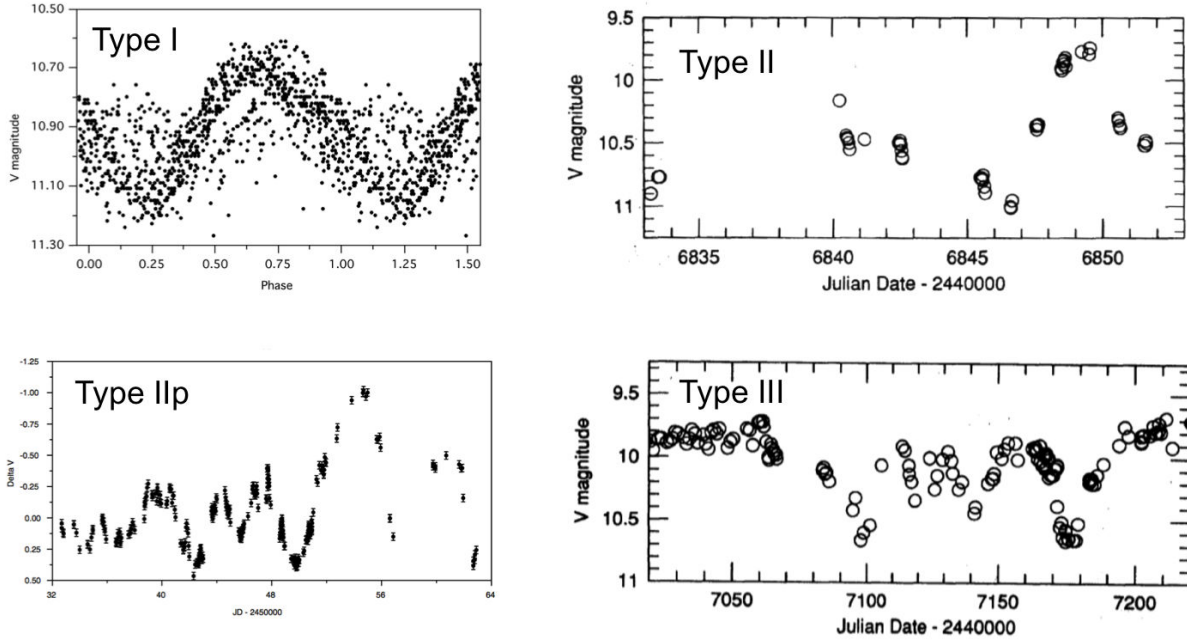 Type I
10.50
10.70
10.90
11.10
11.30
V magnitude
0.00 0.25 0.50 0.75 1.00 1.25 1.50
Phase
Type II
9.5
10
10.5
11
V magnitude
6835 6840 6845 6850
Julian Date - 2440000
Type IIp
-1.25
-1.00
-0.75
-0.50
-0.25
0.00
0.25
0.50
Delta V
32 40 48 56 64
JD - 2450000
Type III
9.5
10
10.5
11
V magnitude
7050 7100 7150 7200
Julian Date - 2440000